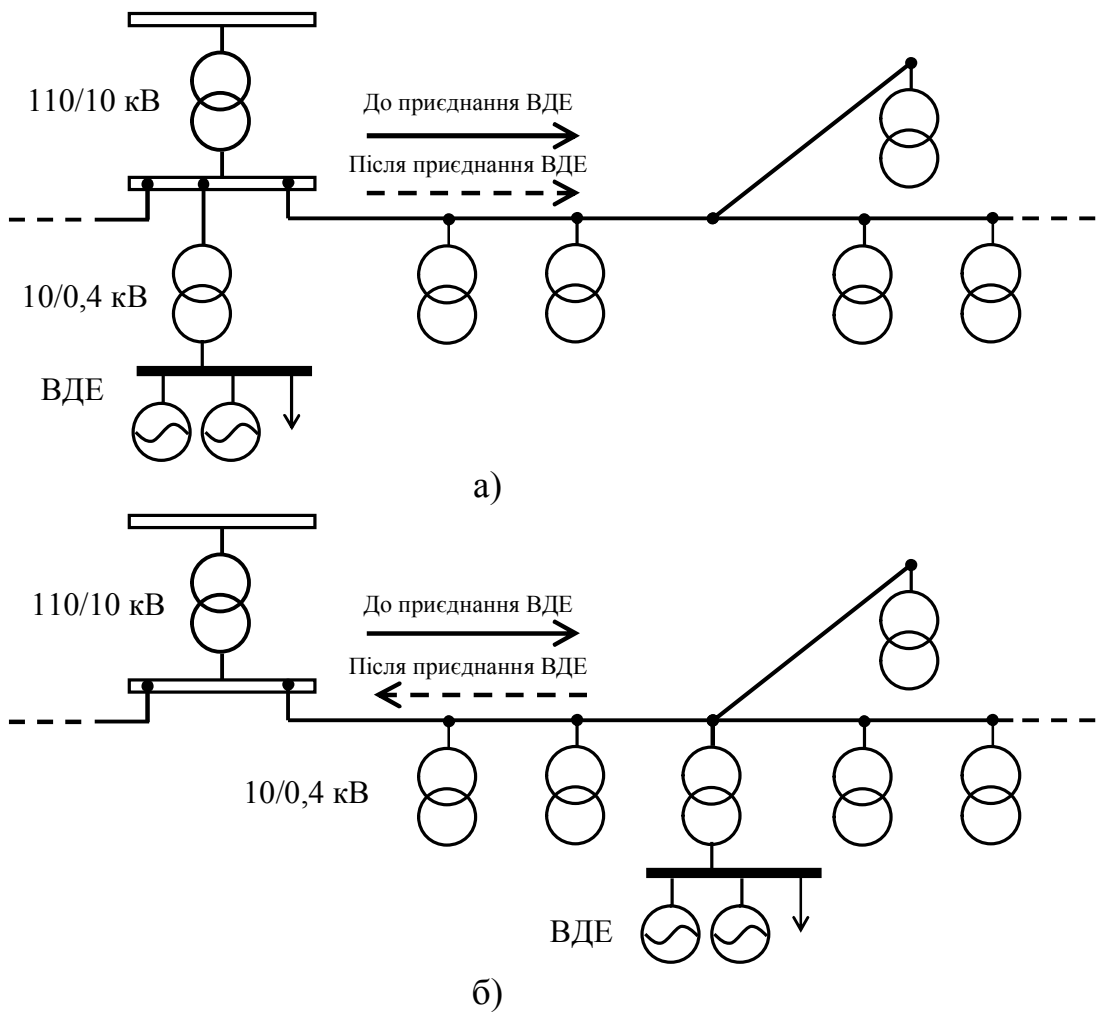 110/10 кВ
До приєднання ВДЕ
Після приєднання ВДЕ
10/0,4 кВ
ВДЕ
а)
110/10 кВ
До приєднання ВДЕ
Після приєднання ВДЕ
10/0,4 кВ
ВДЕ
б)